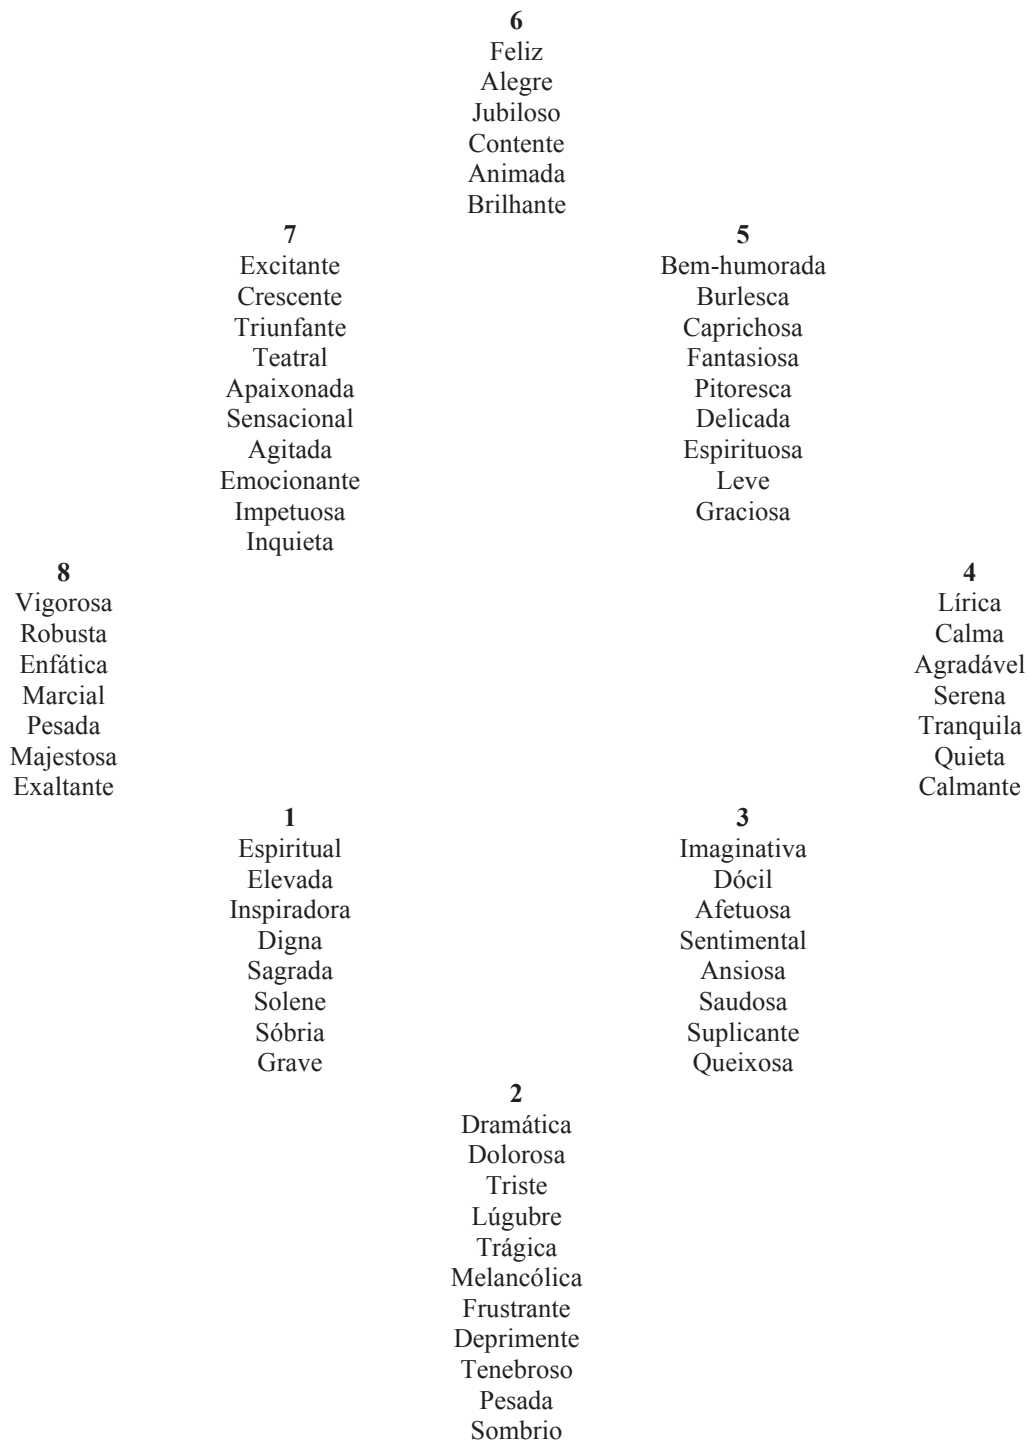 6
Feliz
Alegre
Jubiloso
Contente
Animada
Brilhante
7
Excitante
Crescente
Triunfante
Teatral
Apaixonada
Sensacional
Agitada
Emocionante
Impetuosa
Inquieta
5
Bem-humorada
Burlesca
Caprichosa
Fantasiosa
Pitoresca
Delicada
Espirituosa
Leve
Graciosa
8
Vigorosa
Robusta
Enfática
Marcial
Pesada
Majestosa
Exaltante
4
Lírica
Calma
Agradável
Serena
Tranquila
Quieta
Calmante
1
Espiritual
Elevada
Inspiradora
Digna
Sagrada
Solene
Sóbria
Grave
3
Imaginativa
Dócil
Afetuosa
Sentimental
Ansiosa
Saudosa
Suplicante
Queixosa
2
Dramática
Dolorosa
Triste
Lúgubre
Trágica
Melancólica
Frustrante
Deprimente
Tenebroso
Pesada
Sombrio